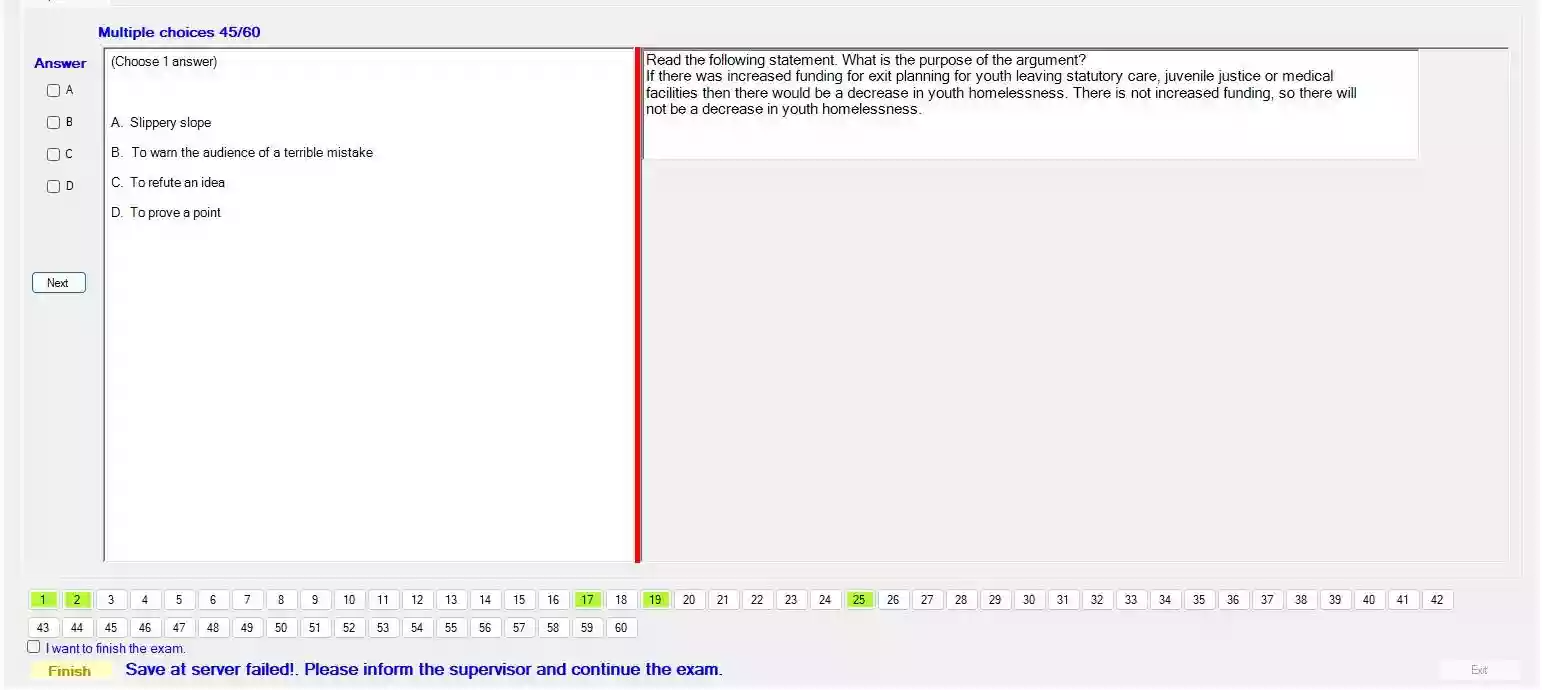 Multiple choices 45/60
Answer
A
B
C
D
Next
(Choose 1 answer)
A. Slippery slope
B. To warn the audience of a terrible mistake
C. To refute an idea
D. To prove a point
Read the following statement. What is the purpose of the argument?
If there was increased funding for exit planning for youth leaving statutory care, juvenile justice or medical
facilities then there would be a decrease in youth homelessness. There is not increased funding, so there will
not be a decrease in youth homelessness.
1 2 3 4 5 6 7 8 9 10 11 12 13 14 15 16 17 18 19 20 21 22 23 24 25 26 27 28 29 30 31 32 33 34 35 36 37 38 39 40 41 42
43 44 45 46 47 48 49 50 51 52 53 54 55 56 57 58 59 60
I want to finish the exam.
Finish Save at server failed!. Please inform the supervisor and continue the exam. Exit